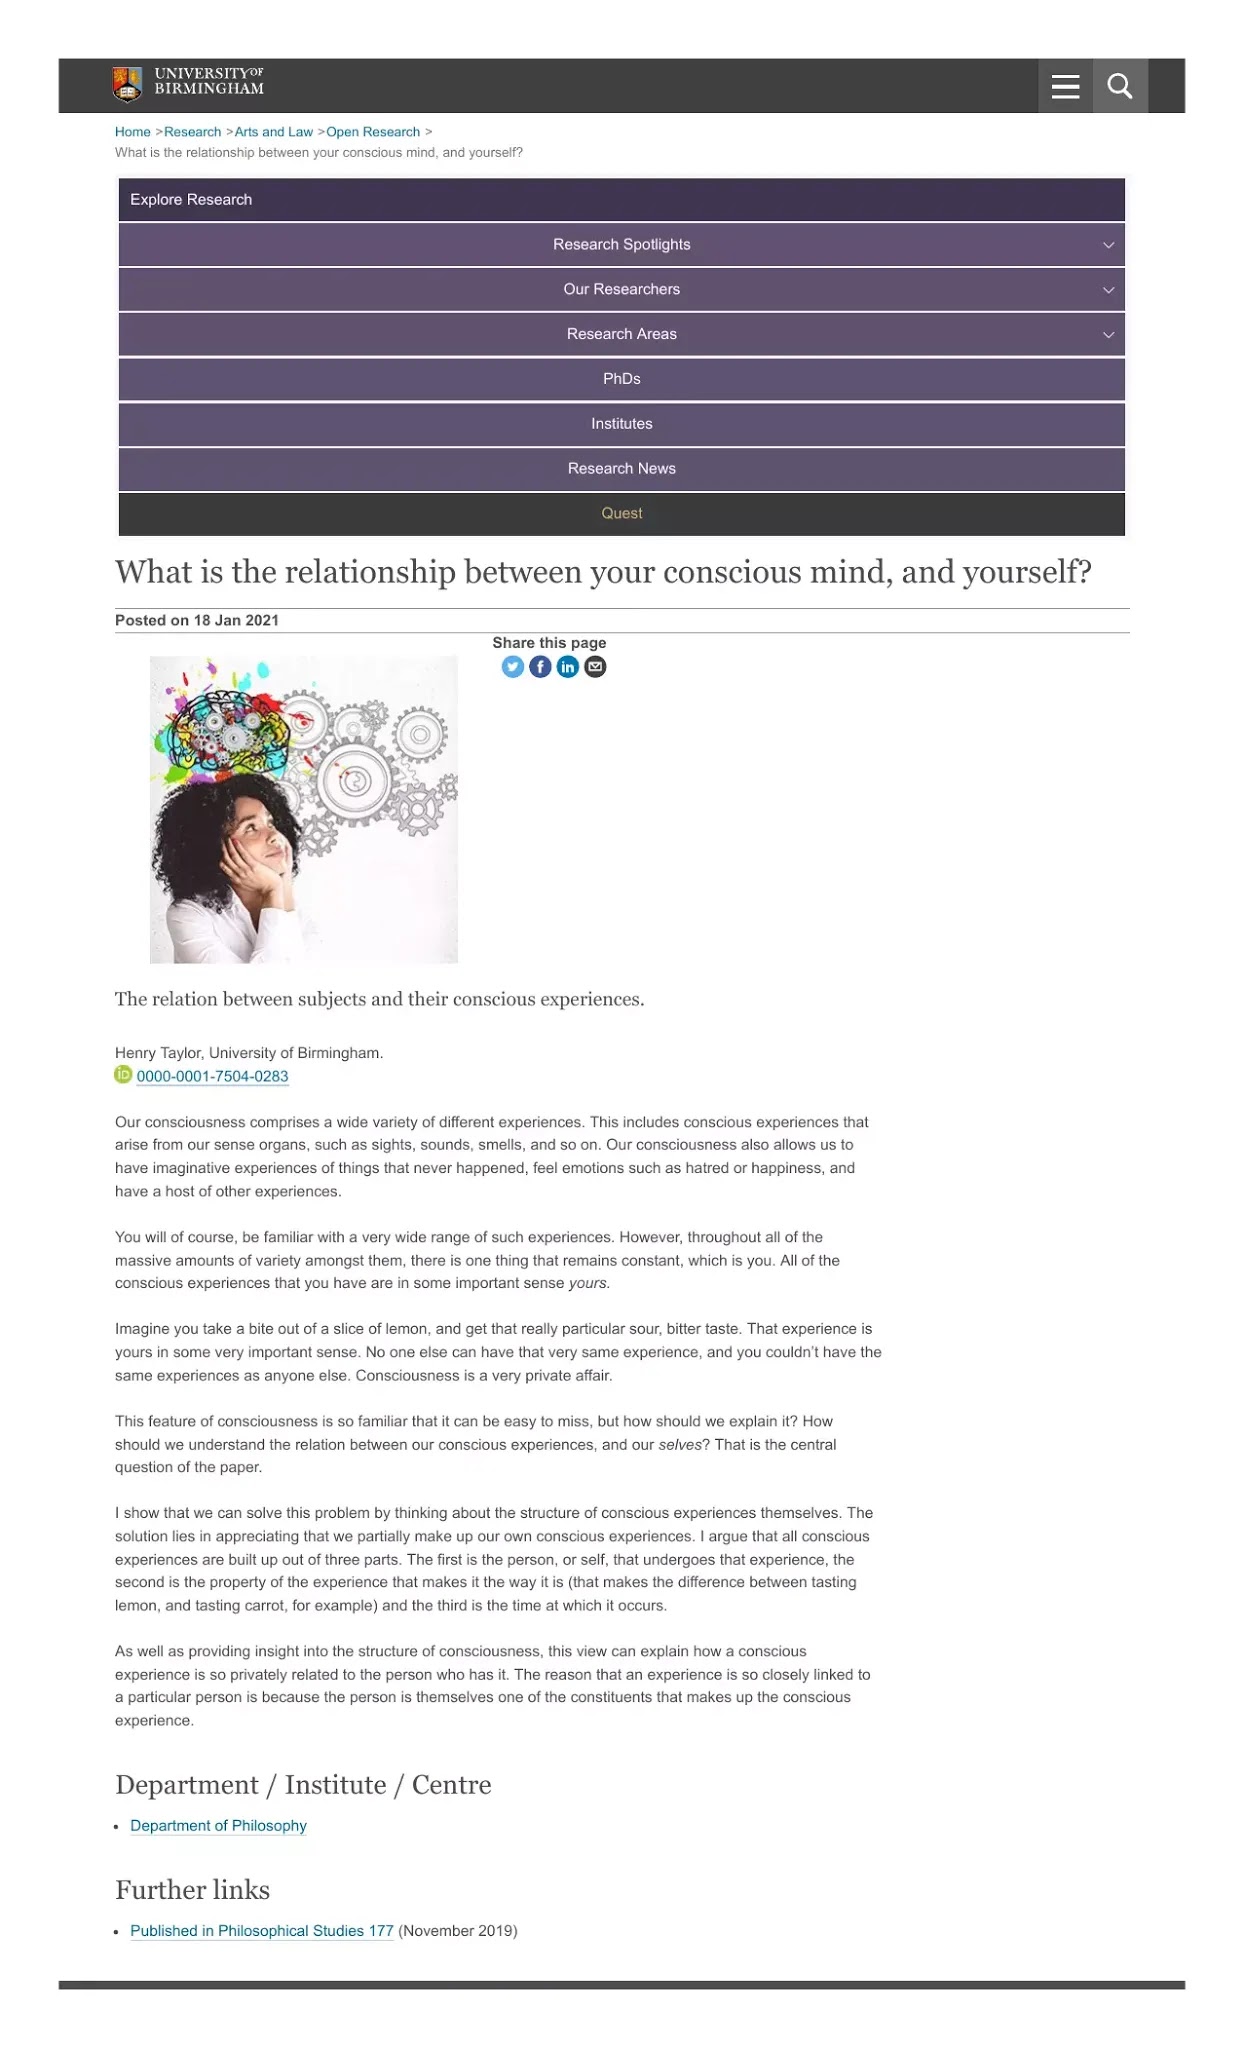 UNIVERSITYOF
BIRMINGHAM
Home >Research >Arts and Law >Open Research >
What is the relationship between your conscious mind, and yourself?
Explore Research
Research Spotlights
Our Researchers
Research Areas
PhDs
Institutes
Research News
Quest
What is the relationship between your conscious mind, and yourself?
Posted on 18 Jan 2021
Share this page
The relation between subjects and their conscious experiences.
Henry Taylor, University of Birmingham.
iD 0000-0001-7504-0283
Our consciousness comprises a wide variety of different experiences. This includes conscious experiences that
arise from our sense organs, such as sights, sounds, smells, and so on. Our consciousness also allows us to
have imaginative experiences of things that never happened, feel emotions such as hatred or happiness, and
have a host of other experiences.
You will of course, be familiar with a very wide range of such experiences. However, throughout all of the
massive amounts of variety amongst them, there is one thing that remains constant, which is you. All of the
conscious experiences that you have are in some important sense yours.
Imagine you take a bite out of a slice of lemon, and get that really particular sour, bitter taste. That experience is
yours in some very important sense. No one else can have that very same experience, and you couldn't have the
same experiences as anyone else. Consciousness is a very private affair.
This feature of consciousness is so familiar that it can be easy to miss, but how should we explain it? How
should we understand the relation between our conscious experiences, and our selves? That is the central
question of the paper.
I show that we can solve this problem by thinking about the structure of conscious experiences themselves. The
solution lies in appreciating that we partially make up our own conscious experiences. I argue that all conscious
experiences are built up out of three parts. The first is the person, or self, that undergoes that experience, the
second is the property of the experience that makes it the way it is (that makes the difference between tasting
lemon, and tasting carrot, for example) and the third is the time at which it occurs.
As well as providing insight into the structure of consciousness, this view can explain how a conscious
experience is so privately related to the person who has it. The reason that an experience is so closely linked to
a particular person is because the person is themselves one of the constituents that makes up the conscious
experience.
Department / Institute / Centre
• Department of Philosophy
Further links
• Published in Philosophical Studies 177 (November 2019)